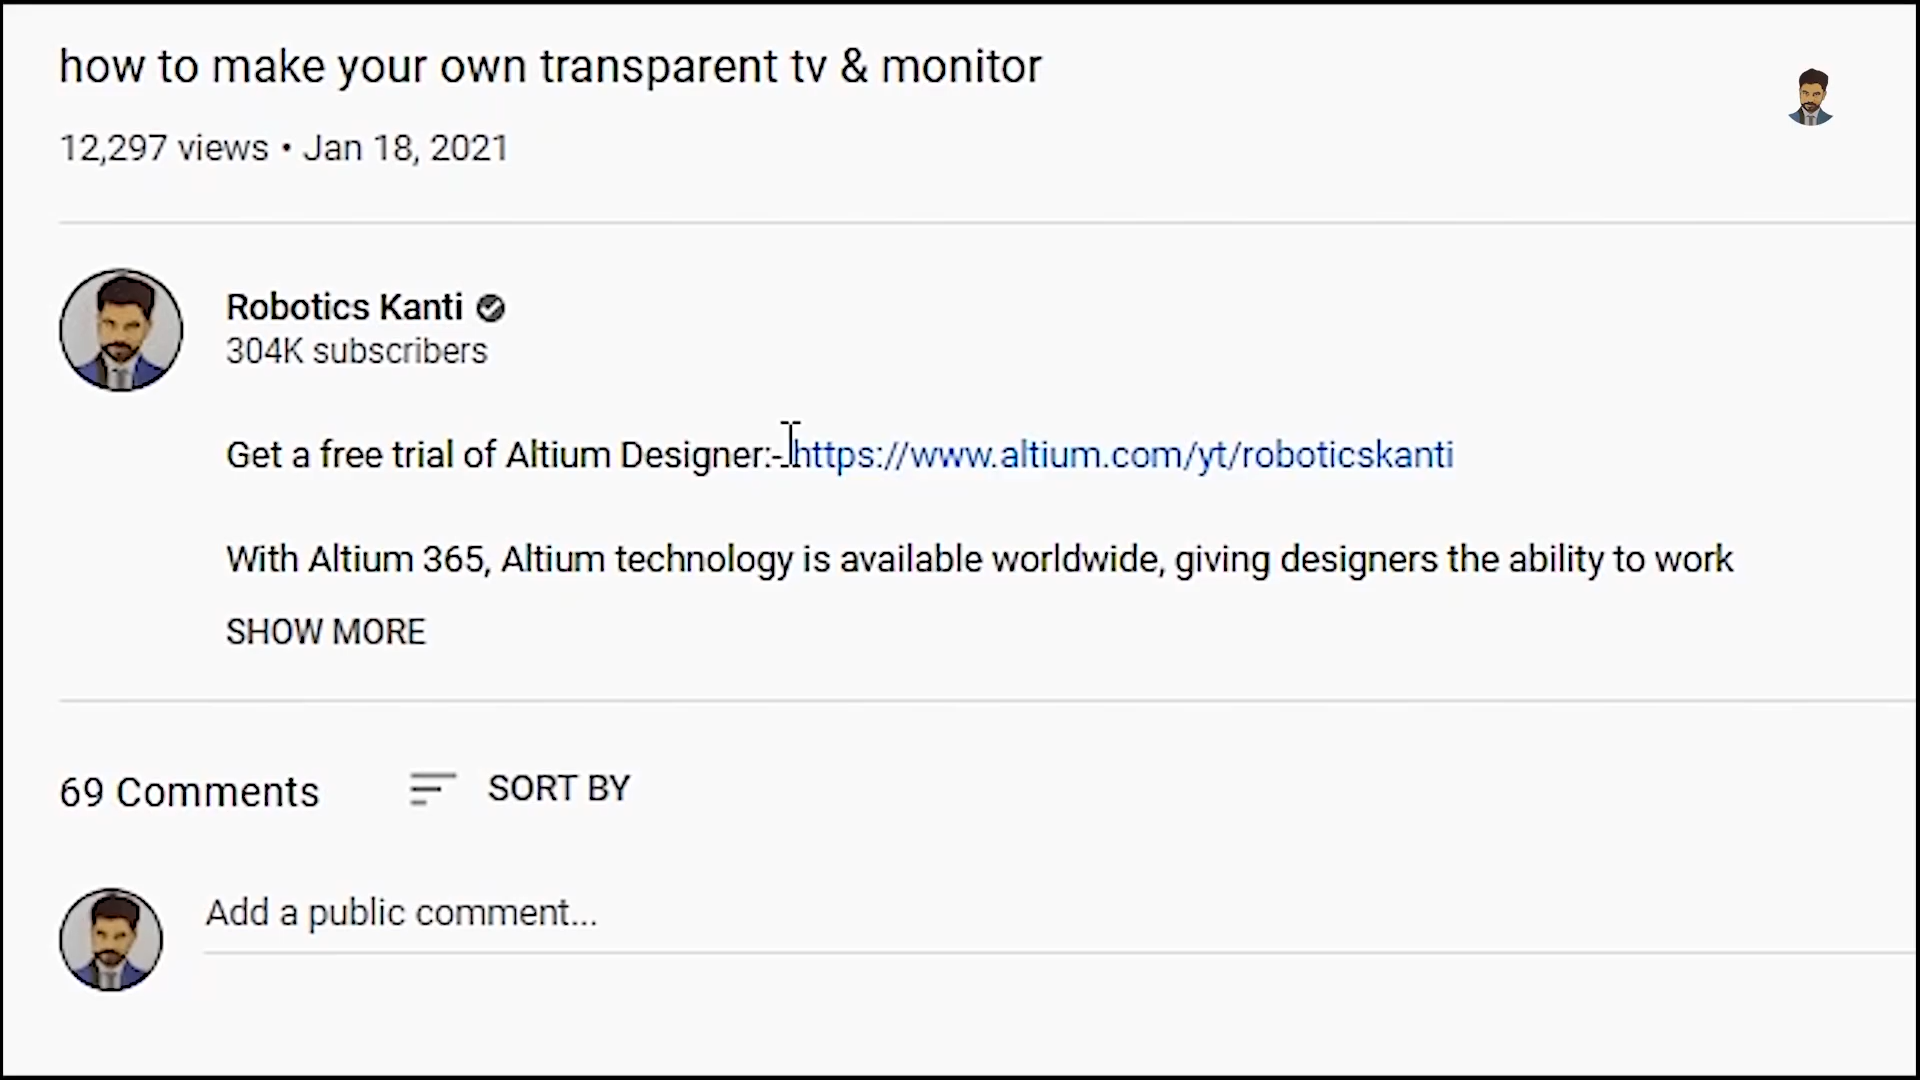 how to make your own transparent tv & monitor
12,297 views • Jan 18, 2021
Robotics Kanti
304K subscribers
Get a free trial of Altium Designer:- https://www.altium.com/yt/roboticskanti
With Altium 365, Altium technology is available worldwide, giving designers the ability to work
SHOW MORE
69 Comments SORT BY
Add a public comment...